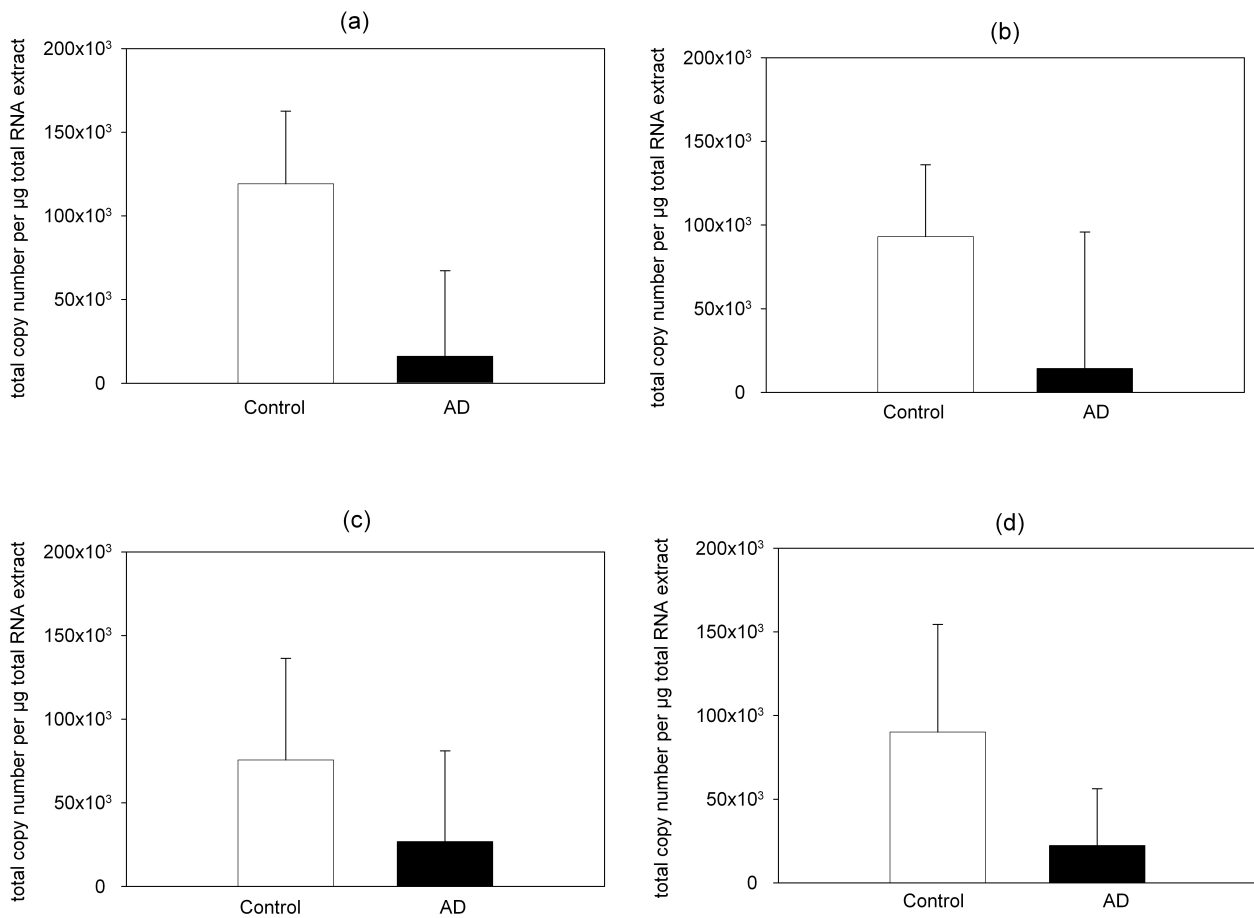 (a)
total copy number per µg total RNA extract
200x10³
150x10³
100x10³
50x10³
0
Control AD
(b)
total copy number per µg total RNA extract
200x10³
150x10³
100x10³
50x10³
0
Control AD
(c)
total copy number per µg total RNA extract
200x10³
150x10³
100x10³
50x10³
0
Control AD
(d)
total copy number per µg total RNA extract
200x10³
150x10³
100x10³
50x10³
0
Control AD